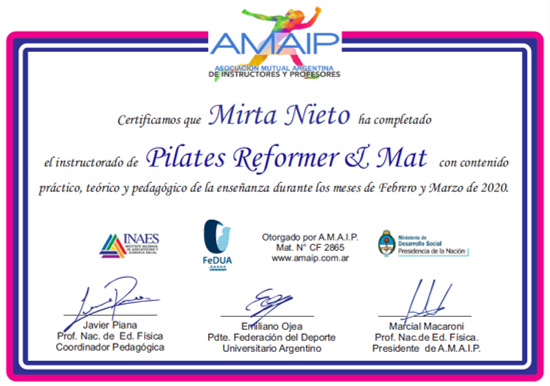 AMAIP
ASOCIACIÓN MUTUAL ARGENTINA
DE INSTRUCTORES Y PROFESORES
Certificamos que Mirta Nieto ha completado
el instructorado de Pilates Reformer & Mat con contenido
práctico, teórico y pedagógico de la enseñanza durante los meses de Febrero y Marzo de 2020.
INAES
INSTITUTO NACIONAL
DE ASOCIATIVISMO Y
ECONOMÍA SOCIAL
FeDUA
Otorgado por A.M.A.I.P.
Mat. N° CF 2865
www.amaip.com.ar
Ministerio de
Desarrollo Social
Presidencia de la Nación
Javier Piana
Prof. Nac. de Ed. Física
Coordinador Pedagógica
Emiliano Ojea
Pdte. Federación del Deporte
Universitario Argentino
Marcial Macaroni
Prof. Nac.de Ed. Física.
Presidente de A.M.A.I.P.